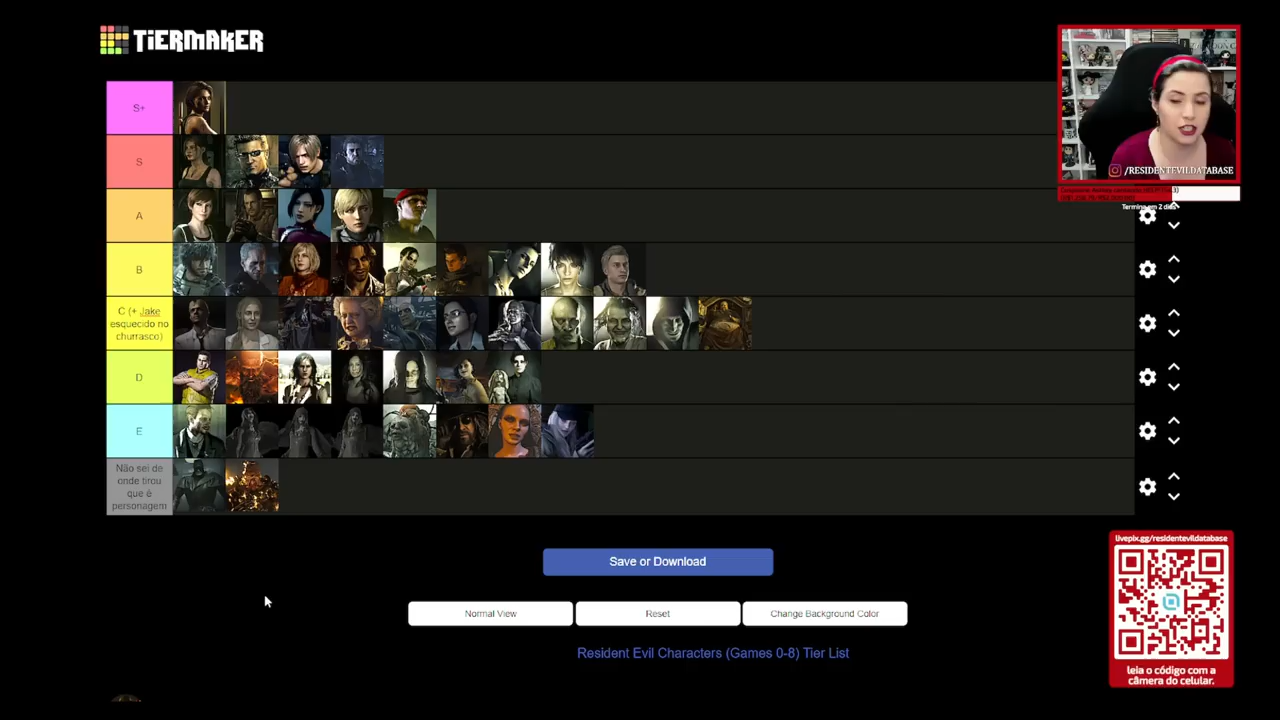 TiERMAKER
S+
S
A
B
C (+ Jake
esquecido no
churrasco)
D
E
Não sei de
onde tirou
que é
personagem
/RESIDENTEVILDATABASE
Termina em 2 dias
livepix.gg/residentevildatabase
leia o código com a
câmera do celular.
Save or Download
Normal View
Reset
Change Background Color
Resident Evil Characters (Games 0-8) Tier List